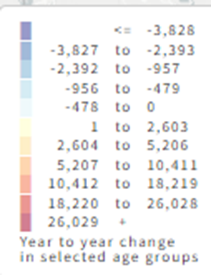 <= -3,828
-3,827 to -2,393
-2,392 to -957
-956 to -479
-478 to 0
1 to 2,603
2,604 to 5,206
5,207 to 10,411
10,412 to 18,219
18,220 to 26,028
26,029 +
Year to year change
in selected age groups